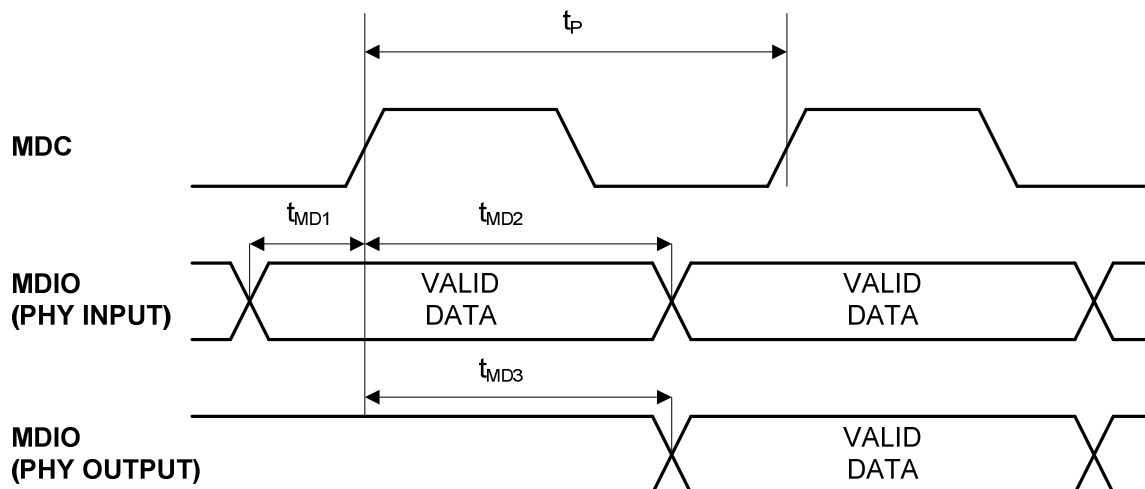 tP
MDC
tMD1
tMD2
MDIO
(PHY INPUT)
VALID
DATA
VALID
DATA
tMD3
MDIO
(PHY OUTPUT)
VALID
DATA